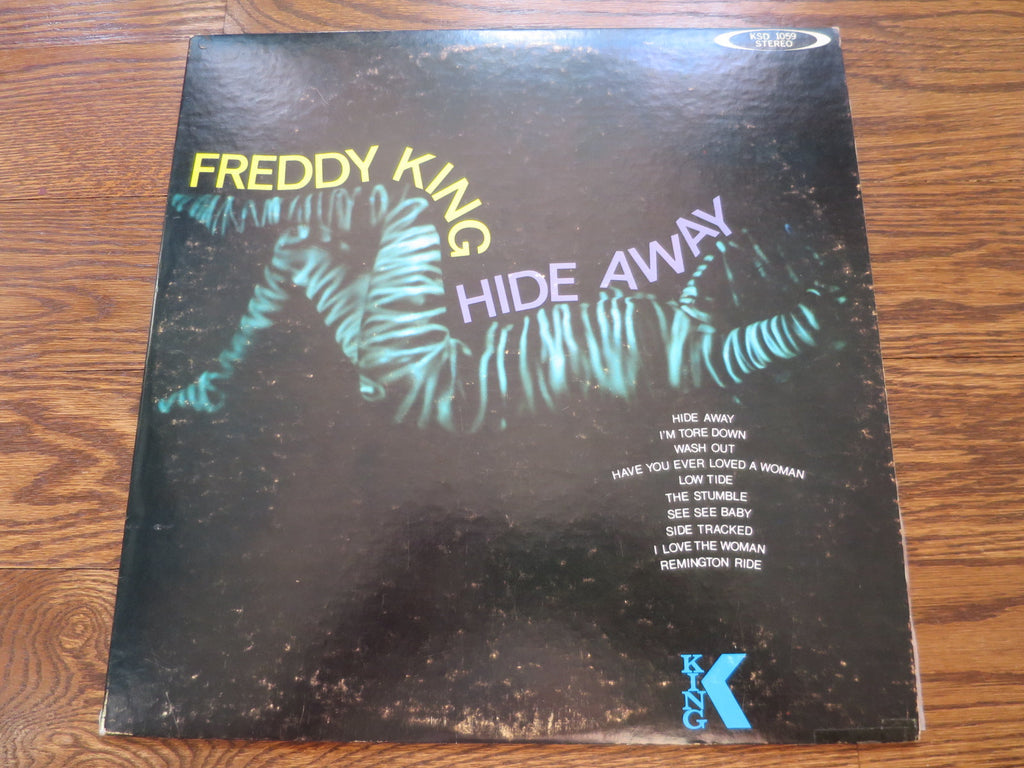 KSD 1059
STEREO
FREDDY KING
HIDE AWAY
HIDE AWAY
I'M TORE DOWN
WASH OUT
HAVE YOU EVER LOVED A WOMAN
LOW TIDE
THE STUMBLE
SEE SEE BABY
SIDE TRACKED
I LOVE THE WOMAN
REMINGTON RIDE
KING
K